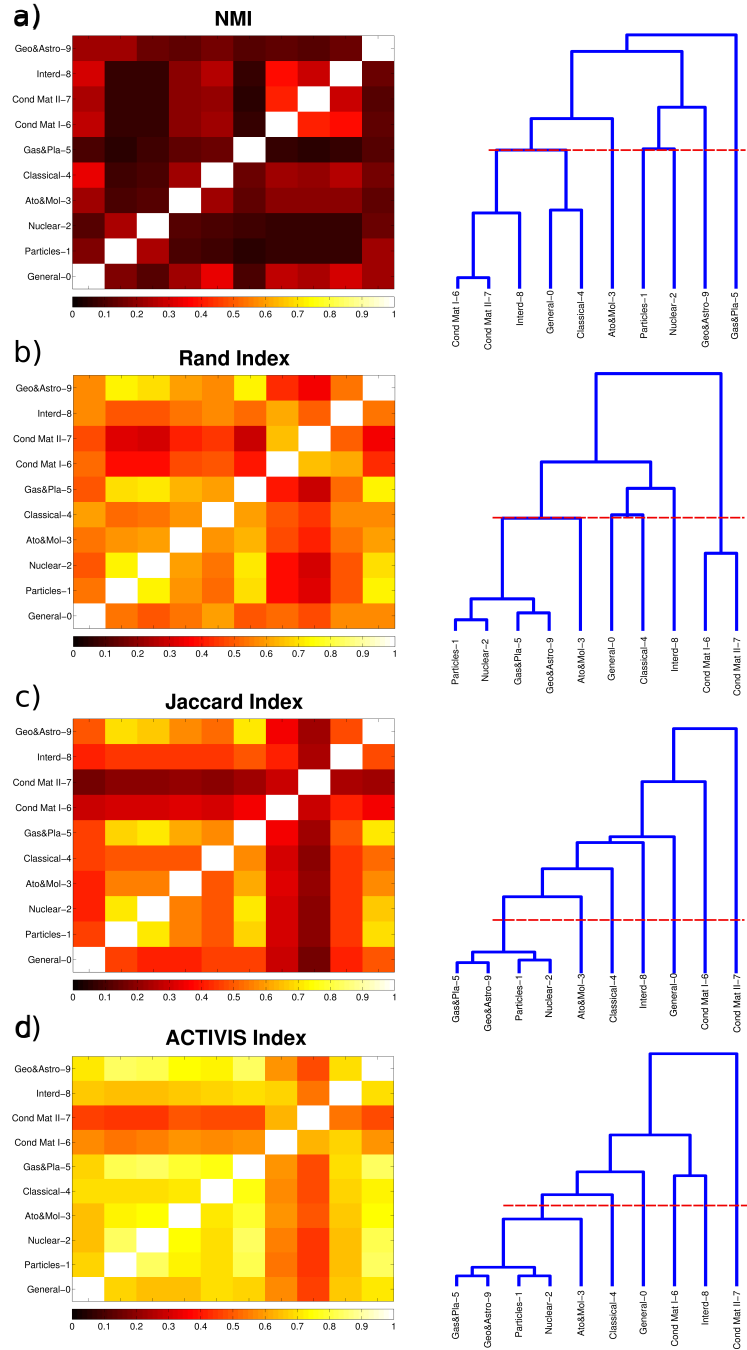 a)
NMI
Geo&Astro-9
Interd-8
Cond Mat II-7
Cond Mat I-6
Gas&Pla-5
Classical-4
Ato&Mol-3
Nuclear-2
Particles-1
General-0
0 0.1 0.2 0.3 0.4 0.5 0.6 0.7 0.8 0.9 1
Cond Mat I-6
Cond Mat II-7
Interd-8
General-0
Classical-4
Ato&Mol-3
Particles-1
Nuclear-2
Geo&Astro-9
Gas&Pla-5
b)
Rand Index
Geo&Astro-9
Interd-8
Cond Mat II-7
Cond Mat I-6
Gas&Pla-5
Classical-4
Ato&Mol-3
Nuclear-2
Particles-1
General-0
0 0.1 0.2 0.3 0.4 0.5 0.6 0.7 0.8 0.9 1
Particles-1
Nuclear-2
Gas&Pla-5
Geo&Astro-9
Ato&Mol-3
General-0
Classical-4
Interd-8
Cond Mat I-6
Cond Mat II-7
c)
Jaccard Index
Geo&Astro-9
Interd-8
Cond Mat II-7
Cond Mat I-6
Gas&Pla-5
Classical-4
Ato&Mol-3
Nuclear-2
Particles-1
General-0
0 0.1 0.2 0.3 0.4 0.5 0.6 0.7 0.8 0.9 1
Gas&Pla-5
Geo&Astro-9
Particles-1
Nuclear-2
Ato&Mol-3
Classical-4
Interd-8
General-0
Cond Mat I-6
Cond Mat II-7
d)
ACTIVIS Index
Geo&Astro-9
Interd-8
Cond Mat II-7
Cond Mat I-6
Gas&Pla-5
Classical-4
Ato&Mol-3
Nuclear-2
Particles-1
General-0
0 0.1 0.2 0.3 0.4 0.5 0.6 0.7 0.8 0.9 1
Gas&Pla-5
Geo&Astro-9
Particles-1
Nuclear-2
Ato&Mol-3
Classical-4
General-0
Cond Mat I-6
Interd-8
Cond Mat II-7